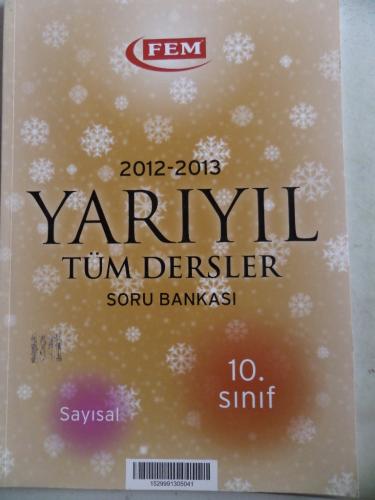 FEM
2012-2013
YARIYIL
TÜM DERSLER
SORU BANKASI
10.
sınıf
Sayısal
1529991305041